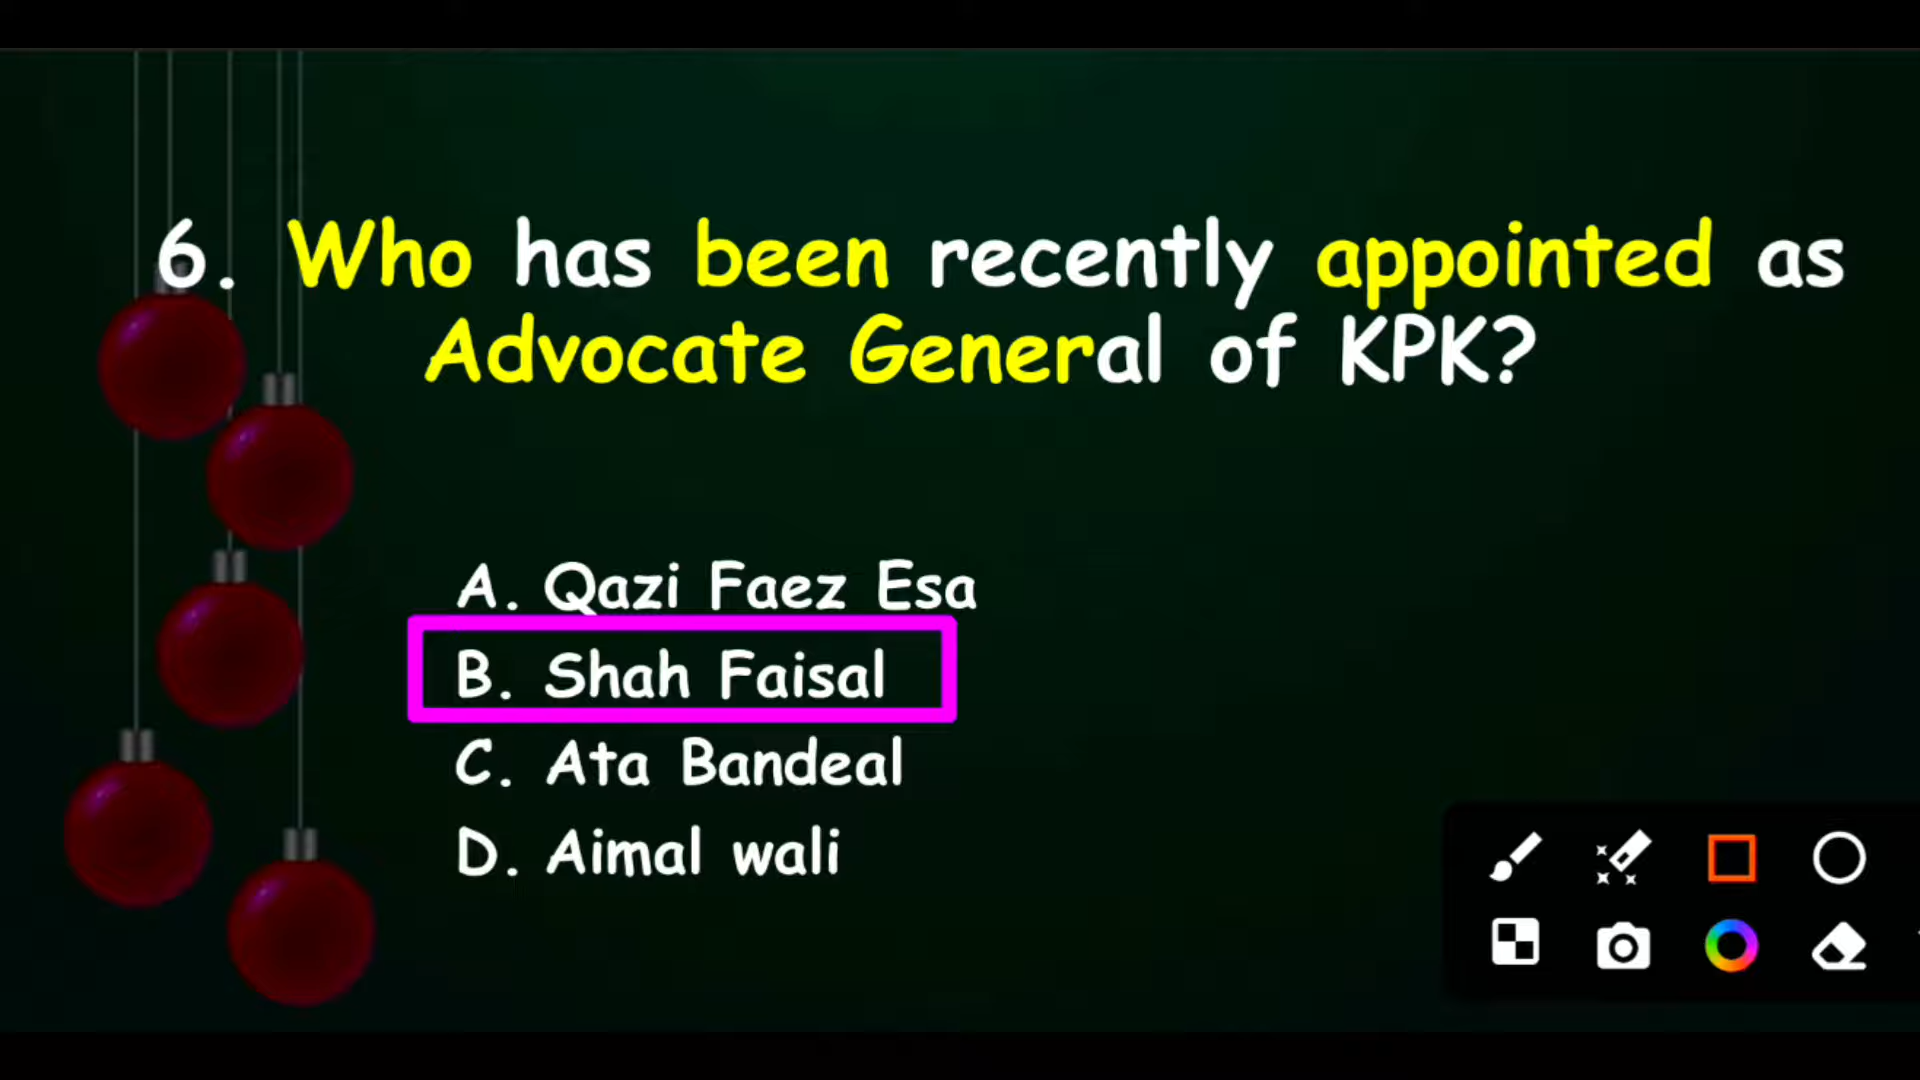 6. Who has been recently appointed as
Advocate General of KPK?
A. Qazi Faez Esa
B. Shah Faisal
C. Ata Bandeal
D. Aimal wali